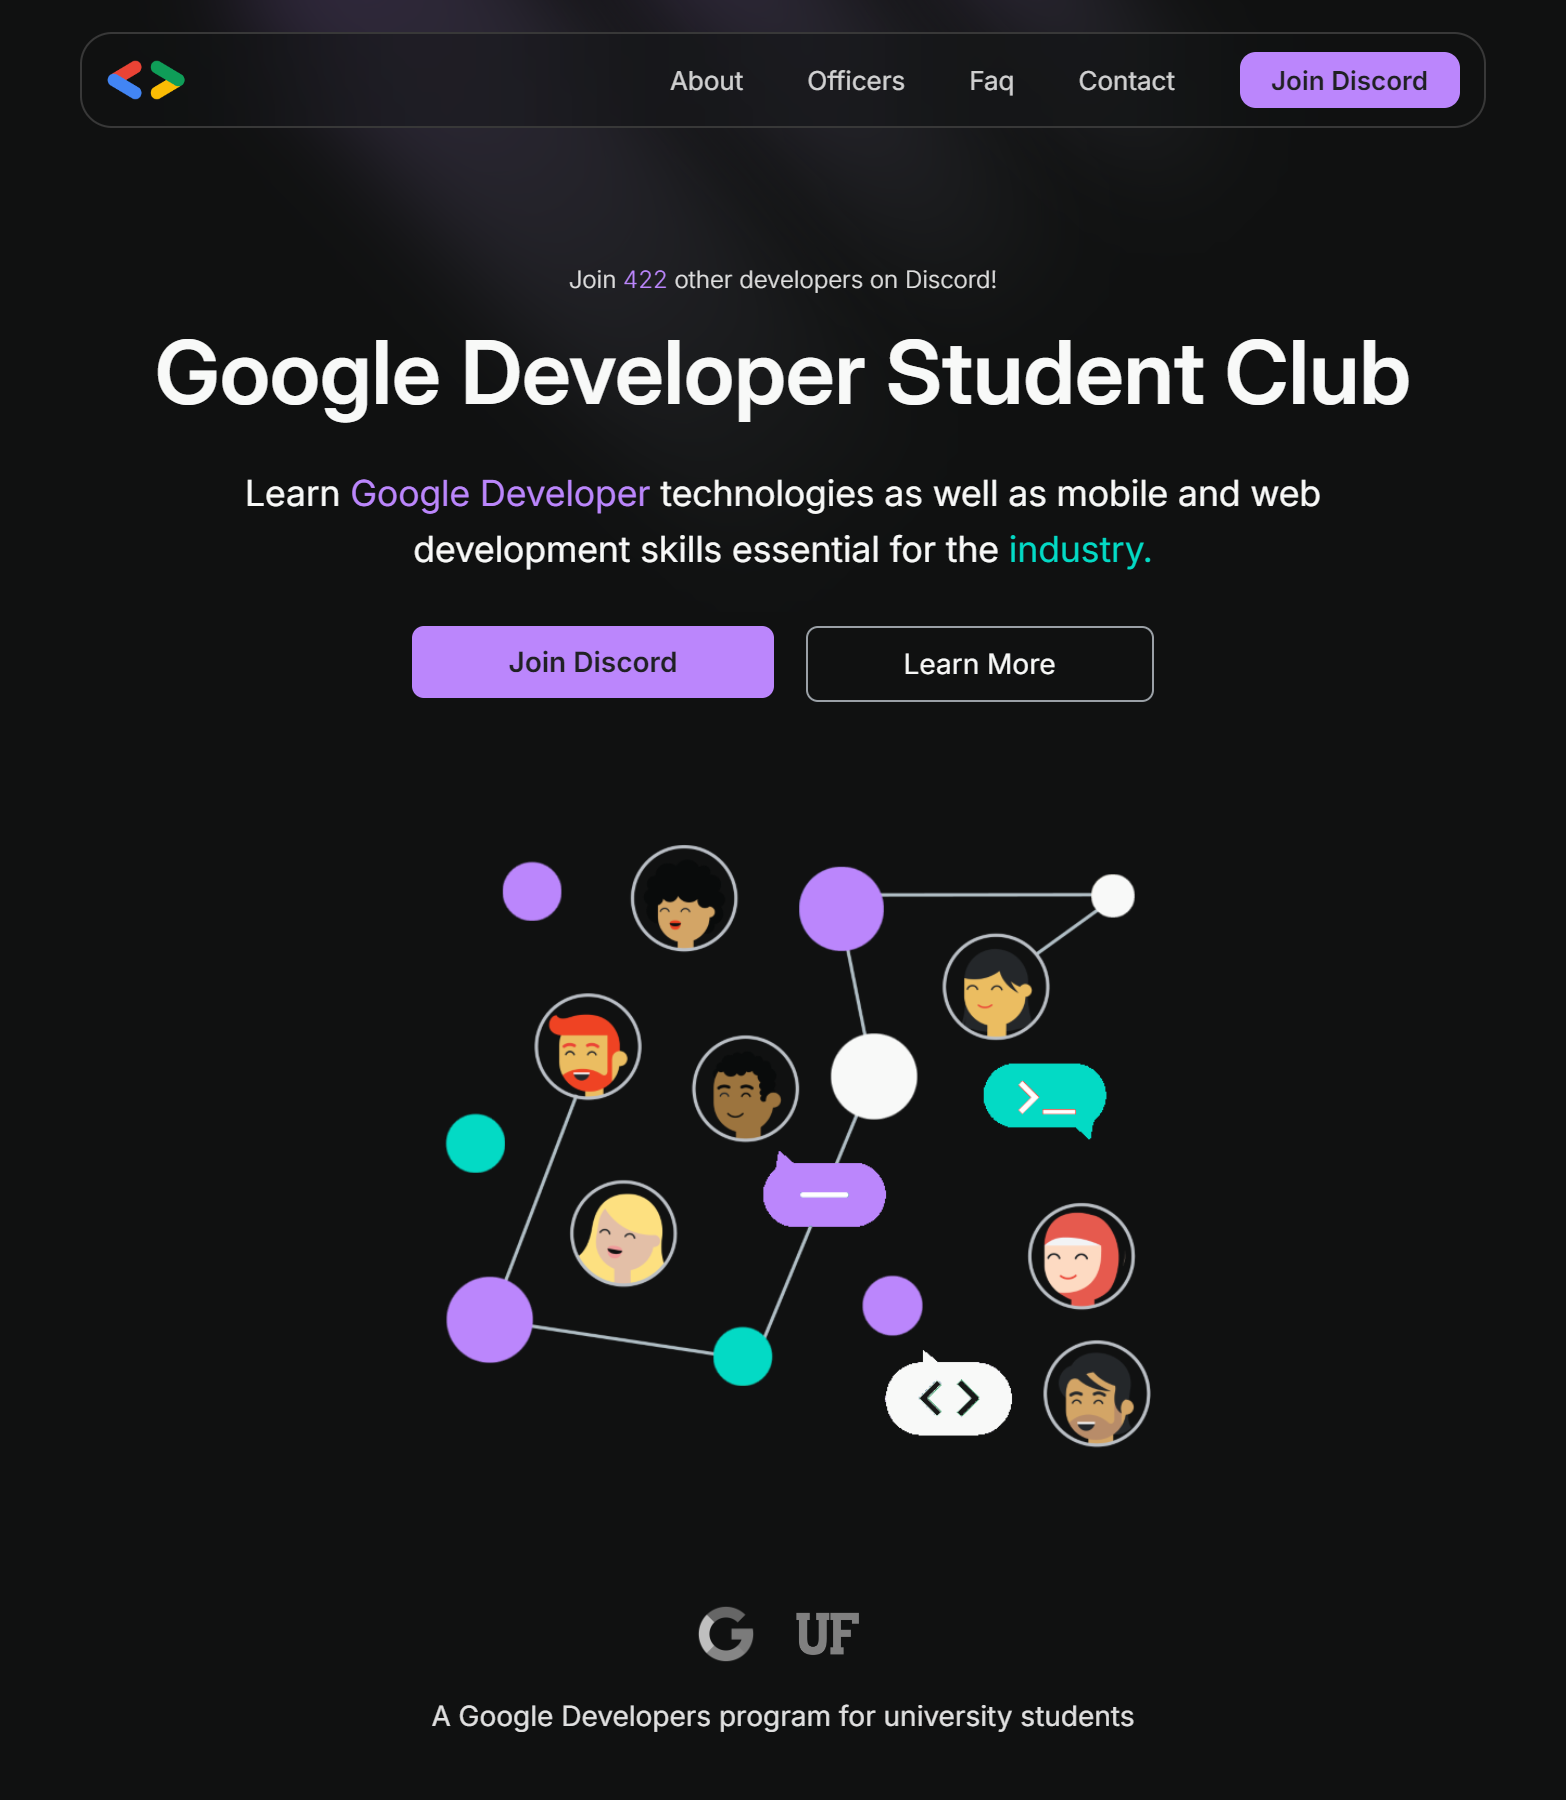 About Officers Faq Contact Join Discord
Join 422 other developers on Discord!
Google Developer Student Club
Learn Google Developer technologies as well as mobile and web
development skills essential for the industry.
Join Discord Learn More
>_
< >
G UF
A Google Developers program for university students